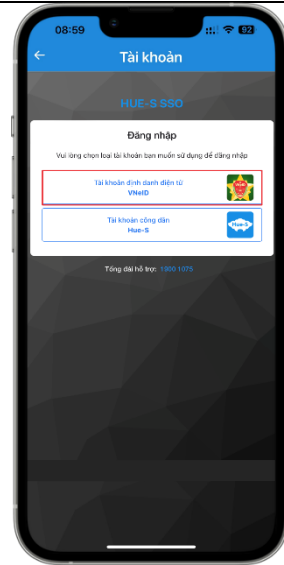 08:59
92
Tài khoản
HUE-S SSO
Đăng nhập
Vui lòng chọn loại tài khoản bạn muốn sử dụng để đăng nhập
Tài khoản định danh điện tử
VNeID
Tài khoản công dân
Hue-S
Hue-S
Tổng đài hỗ trợ: 1900 1075